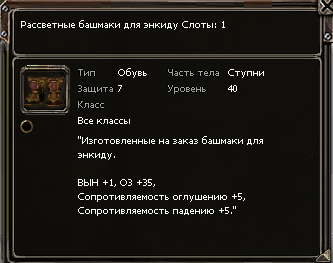 Рассветные башмаки для энкиду Слоты: 1
Тип Обувь Часть тела Ступни
Защита 7 Уровень 40
Класс
Все классы
"Изготовленные на заказ башмаки для
энкиду.
ВЫН +1, ОЗ +35,
Сопротивляемость оглушению +5,
Сопротивляемость падению +5."